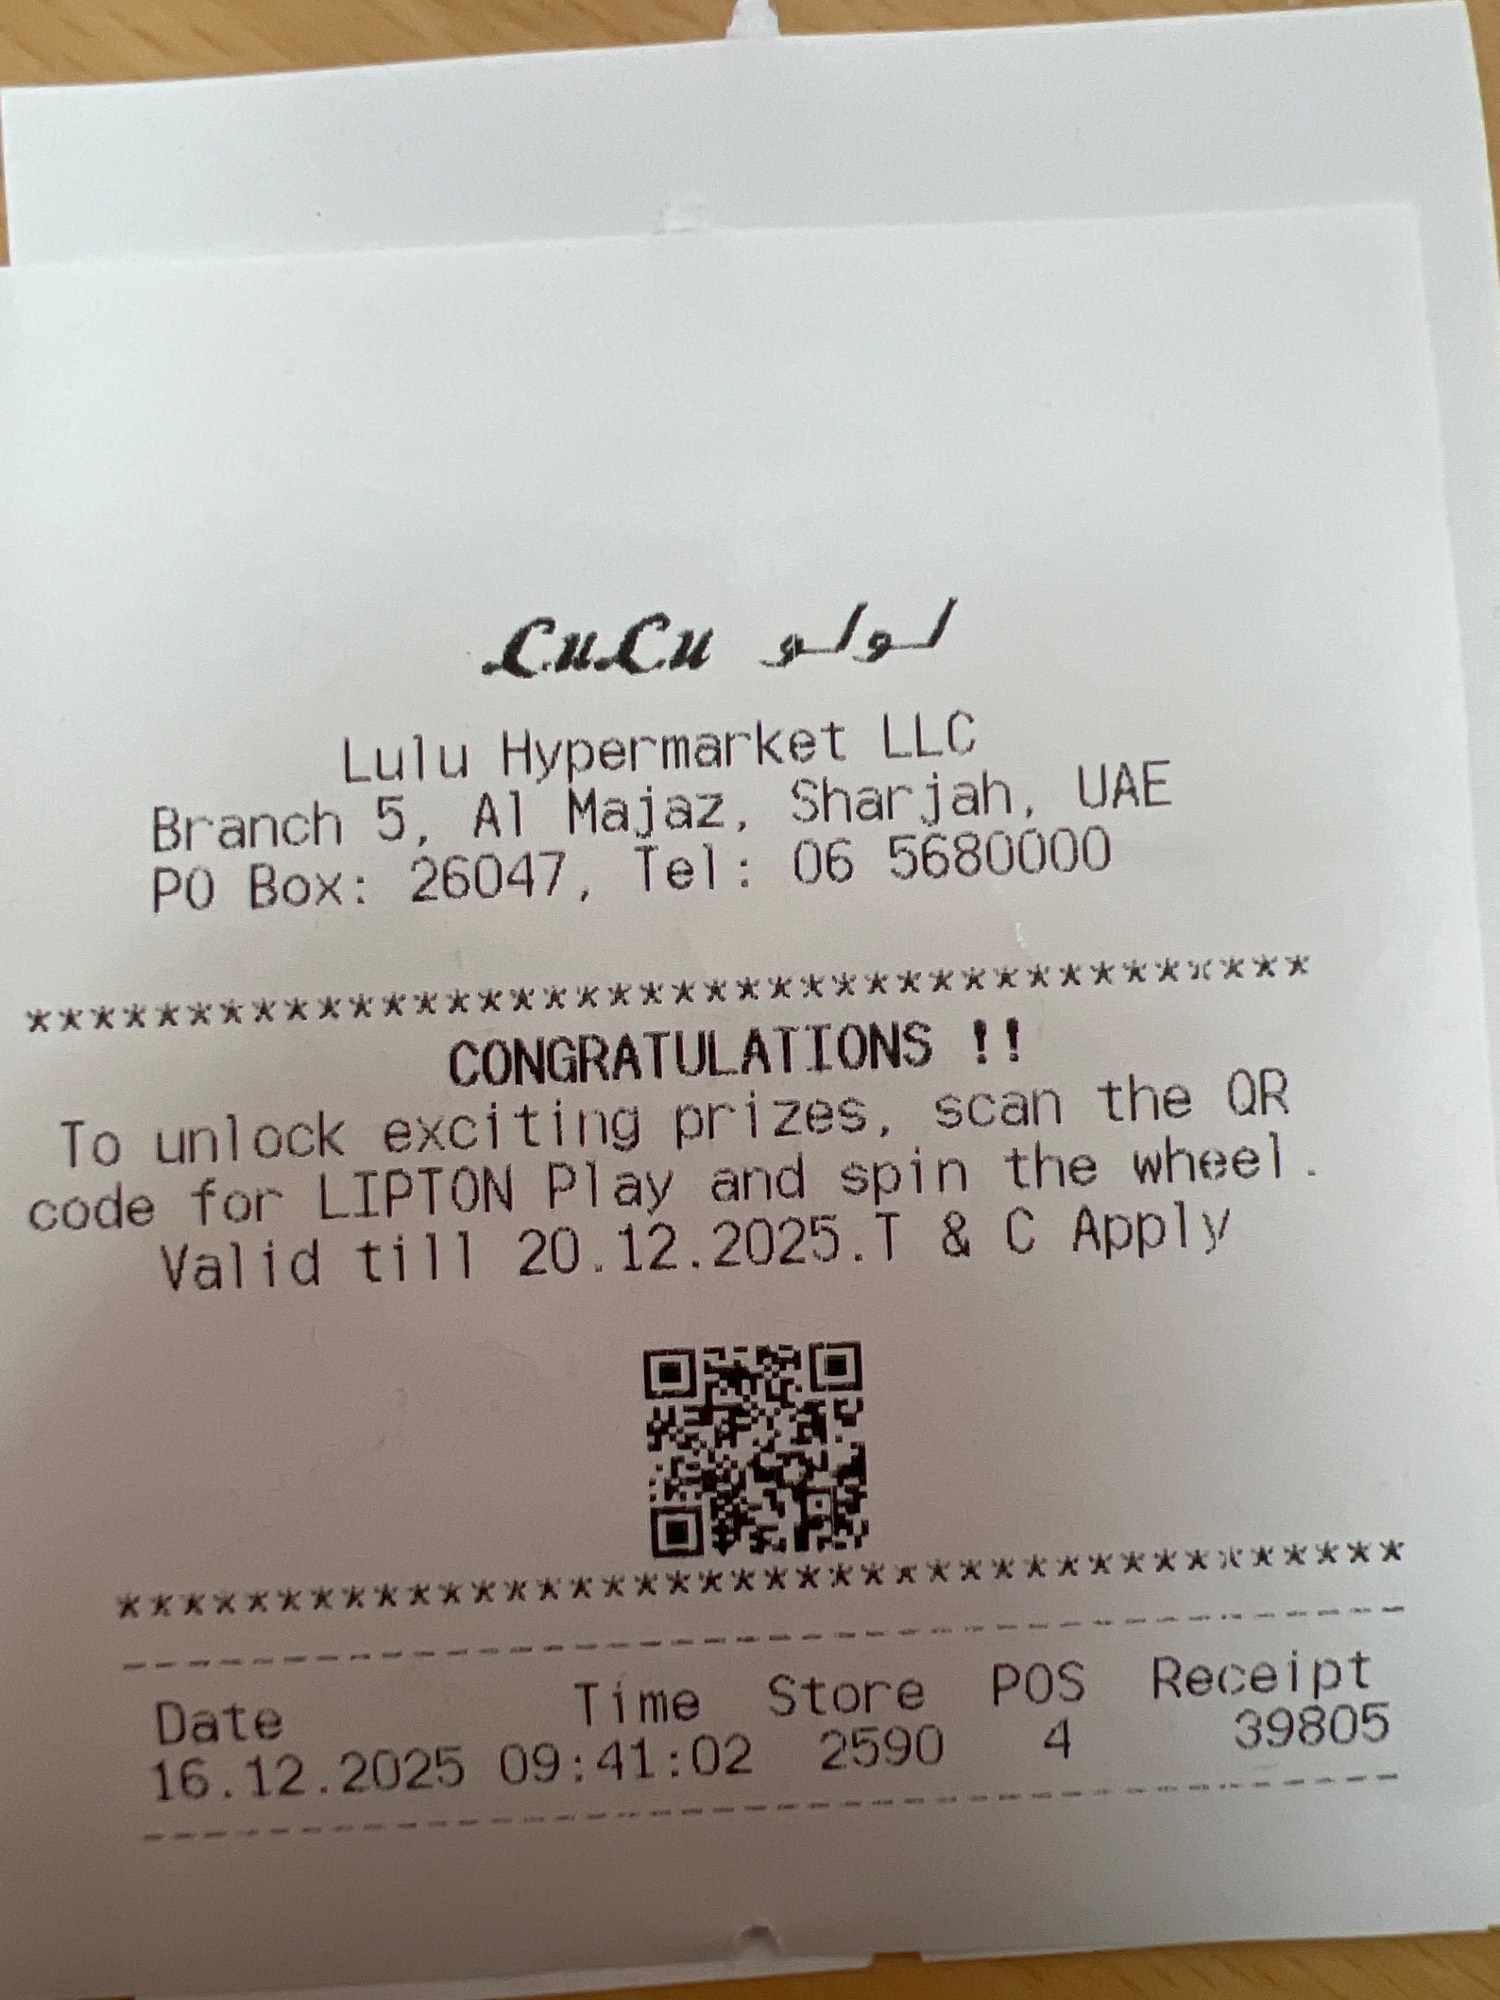 LuLu لولو
Lulu Hypermarket LLC
Branch 5, Al Majaz, Sharjah, UAE
PO Box: 26047, Tel: 06 5680000
****************************************
CONGRATULATIONS !!
To unlock exciting prizes, scan the QR
code for LIPTON Play and spin the wheel.
Valid till 20.12.2025.T & C Apply
****************************************
----------------------------------------
Date Time Store POS Receipt
16.12.2025 09:41:02 2590 4 39805
----------------------------------------